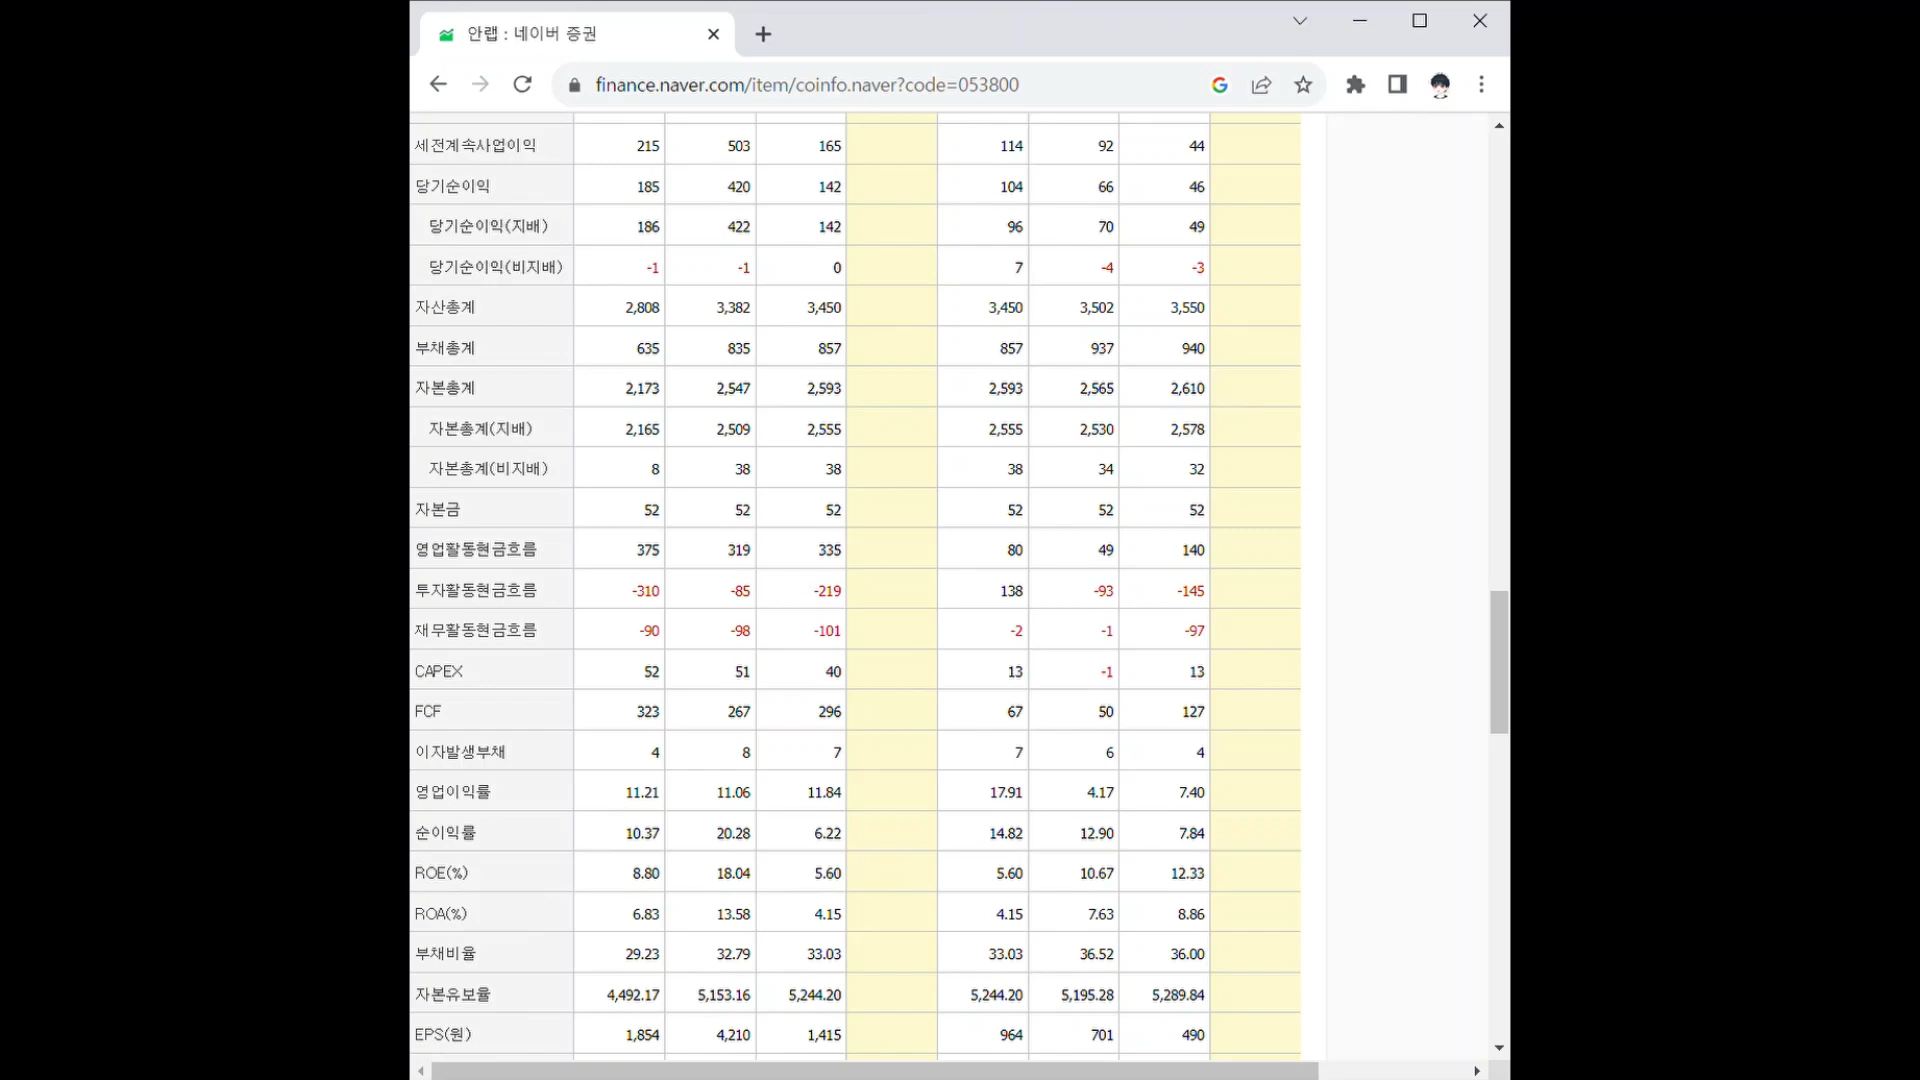 안랩 : 네이버 증권
finance.naver.com/item/coinfo.naver?code=053800
세전계속사업이익 215 503 165 114 92 44
당기순이익 185 420 142 104 66 46
당기순이익(지배) 186 422 142 96 70 49
당기순이익(비지배) -1 -1 0 7 -4 -3
자산총계 2,808 3,382 3,450 3,450 3,502 3,550
부채총계 635 835 857 857 937 940
자본총계 2,173 2,547 2,593 2,593 2,565 2,610
자본총계(지배) 2,165 2,509 2,555 2,555 2,530 2,578
자본총계(비지배) 8 38 38 38 34 32
자본금 52 52 52 52 52 52
영업활동현금흐름 375 319 335 80 49 140
투자활동현금흐름 -310 -85 -219 138 -93 -145
재무활동현금흐름 -90 -98 -101 -2 -1 -97
CAPEX 52 51 40 13 -1 13
FCF 323 267 296 67 50 127
이자발생부채 4 8 7 7 6 4
영업이익률 11.21 11.06 11.84 17.91 4.17 7.40
순이익률 10.37 20.28 6.22 14.82 12.90 7.84
ROE(%) 8.80 18.04 5.60 5.60 10.67 12.33
ROA(%) 6.83 13.58 4.15 4.15 7.63 8.86
부채비율 29.23 32.79 33.03 33.03 36.52 36.00
자본유보율 4,492.17 5,153.16 5,244.20 5,244.20 5,195.28 5,289.84
EPS(원) 1,854 4,210 1,415 964 701 490